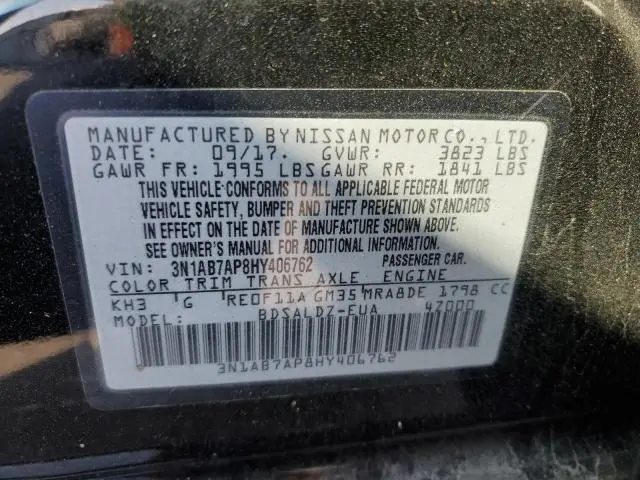 MANUFACTURED BY NISSAN MOTOR CO., LTD.
DATE: 09/17. GVWR: 3823 LBS
GAWR FR: 1995 LBS GAWR RR: 1841 LBS
THIS VEHICLE CONFORMS TO ALL APPLICABLE FEDERAL MOTOR
VEHICLE SAFETY, BUMPER AND THEFT PREVENTION STANDARDS
IN EFFECT ON THE DATE OF MANUFACTURE SHOWN ABOVE.
SEE OWNER'S MANUAL FOR ADDITIONAL INFORMATION.
VIN: 3N1AB7AP8HY406762 PASSENGER CAR.
COLOR TRIM TRANS AXLE ENGINE
KH3 G RE0F11A GM35 MRA8DE 1798 CC
MODEL: BDSALDZ-EUA 4Z000
3N1AB7AP8HY406762